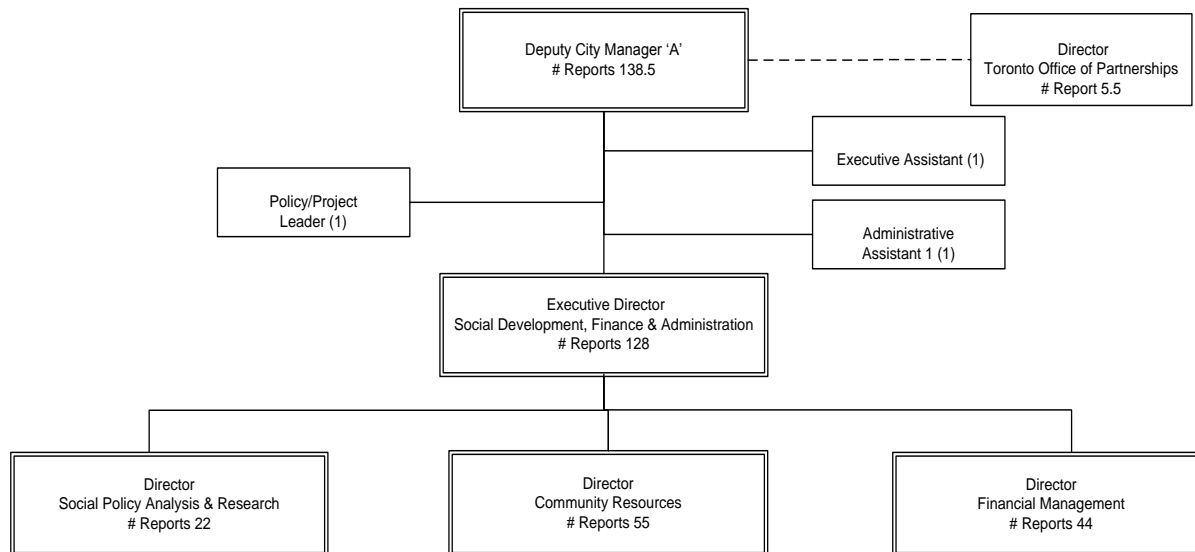 Deputy City Manager ‘A’
# Reports 138.5
Director
Toronto Office of Partnerships
# Report 5.5
Executive Assistant (1)
Policy/Project
Leader (1)
Administrative
Assistant 1 (1)
Executive Director
Social Development, Finance & Administration
# Reports 128
Director
Social Policy Analysis & Research
# Reports 22
Director
Community Resources
# Reports 55
Director
Financial Management
# Reports 44